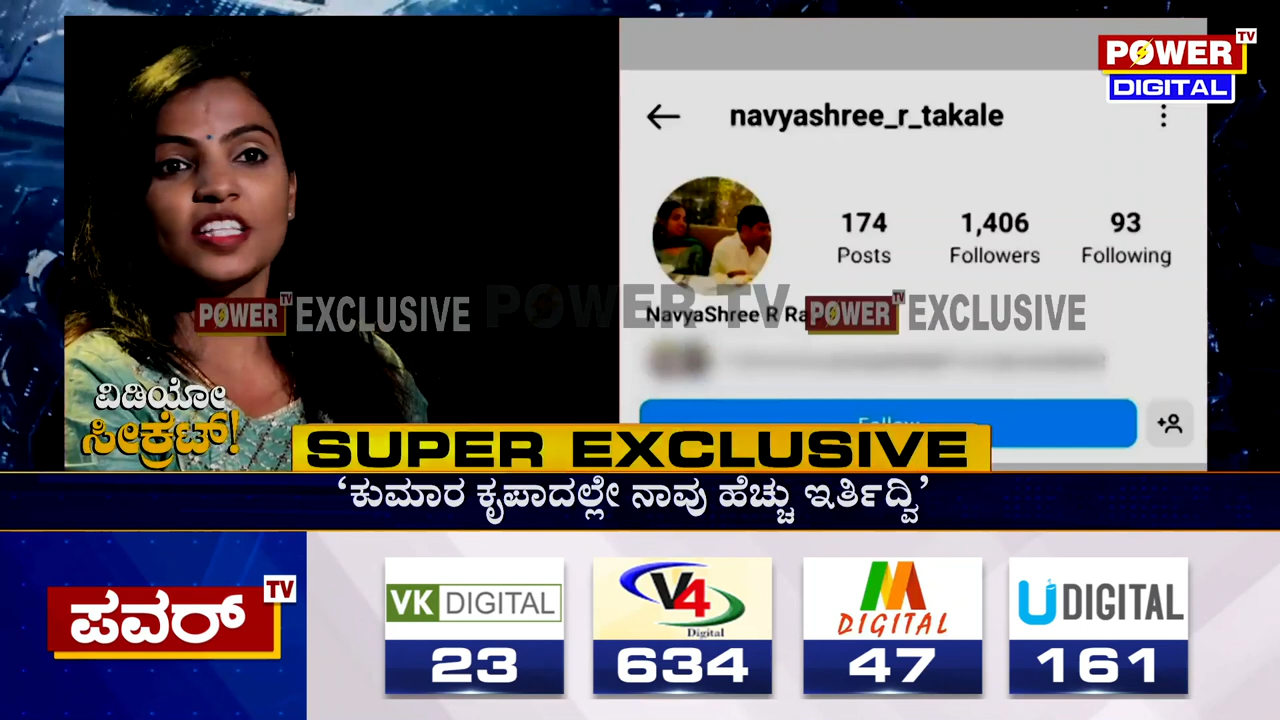 POWER TV
DIGITAL
navyashree_r_takale
174
Posts
1,406
Followers
93
Following
NavyaShree R Ra
POWER TV EXCLUSIVE
POWER TV
POWER TV EXCLUSIVE
ವಿಡಿಯೋ
ಸೀಕ್ರೆಟ್!
Follow
SUPER EXCLUSIVE
‘ಕುಮಾರ ಕೃಪಾದಲ್ಲೇ ನಾವು ಹೆಚ್ಚು ಇರ್ತಿದ್ವಿ’
ಪವರ್ TV
VK DIGITAL
23
V4
Digital
634
M
DIGITAL
47
U DIGITAL
161